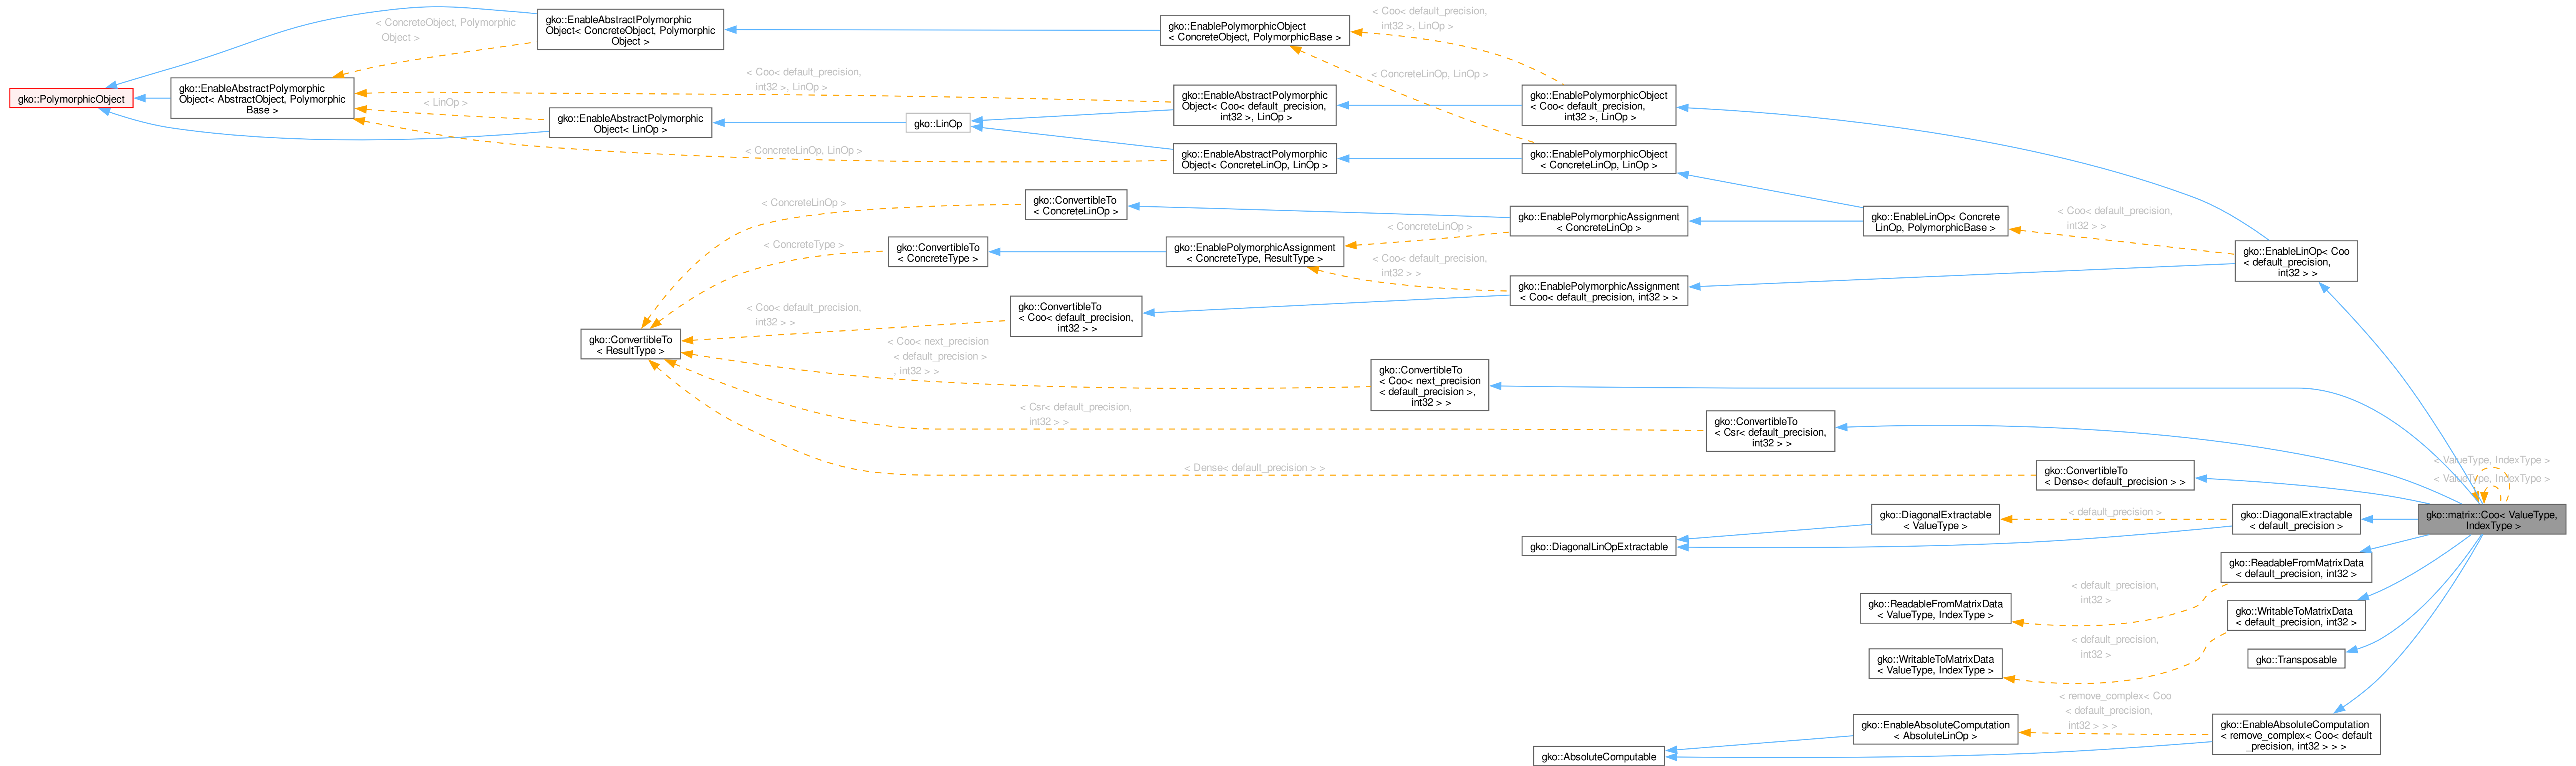 gko::PolymorphicObject
gko::EnableAbstractPolymorphic
Object< AbstractObject, Polymorphic
Base >
< ConcreteObject, Polymorphic
Object >
gko::EnableAbstractPolymorphic
Object< ConcreteObject, Polymorphic
Object >
< LinOp >
gko::EnableAbstractPolymorphic
Object< LinOp >
< Coo< default_precision,
int32 >, LinOp >
< ConcreteLinOp, LinOp >
gko::LinOp
gko::EnablePolymorphicObject
< ConcreteObject, PolymorphicBase >
gko::EnableAbstractPolymorphic
Object< Coo< default_precision,
int32 >, LinOp >
gko::EnableAbstractPolymorphic
Object< ConcreteLinOp, LinOp >
< Coo< default_precision,
int32 >, LinOp >
< ConcreteLinOp, LinOp >
gko::EnablePolymorphicObject
< Coo< default_precision,
int32 >, LinOp >
gko::EnablePolymorphicObject
< ConcreteLinOp, LinOp >
< ConcreteLinOp >
gko::ConvertibleTo
< ConcreteLinOp >
< ConcreteType >
gko::ConvertibleTo
< ConcreteType >
gko::EnablePolymorphicAssignment
< ConcreteType, ResultType >
< ConcreteLinOp >
gko::EnablePolymorphicAssignment
< ConcreteLinOp >
< Coo< default_precision,
int32 > >
gko::EnablePolymorphicAssignment
< Coo< default_precision, int32 > >
gko::EnableLinOp< Concrete
LinOp, PolymorphicBase >
< Coo< default_precision,
int32 > >
gko::EnableLinOp< Coo
< default_precision,
int32 > >
gko::ConvertibleTo
< ResultType >
< Coo< default_precision,
int32 > >
gko::ConvertibleTo
< Coo< default_precision,
int32 > >
< Coo< next_precision
< default_precision >
, int32 > >
gko::ConvertibleTo
< Coo< next_precision
< default_precision >,
int32 > >
< Csr< default_precision,
int32 > >
gko::ConvertibleTo
< Csr< default_precision,
int32 > >
< Dense< default_precision > >
gko::ConvertibleTo
< Dense< default_precision > >
< ValueType, IndexType >
< ValueType, IndexType >
gko::matrix::Coo< ValueType,
IndexType >
gko::DiagonalLinOpExtractable
gko::DiagonalExtractable
< ValueType >
< default_precision >
gko::DiagonalExtractable
< default_precision >
gko::ReadableFromMatrixData
< ValueType, IndexType >
< default_precision,
int32 >
gko::ReadableFromMatrixData
< default_precision, int32 >
gko::WritableToMatrixData
< ValueType, IndexType >
< default_precision,
int32 >
gko::WritableToMatrixData
< default_precision, int32 >
gko::Transposable
gko::AbsoluteComputable
gko::EnableAbsoluteComputation
< AbsoluteLinOp >
< remove_complex< Coo
< default_precision,
int32 > > >
gko::EnableAbsoluteComputation
< remove_complex< Coo< default
_precision, int32 > > >